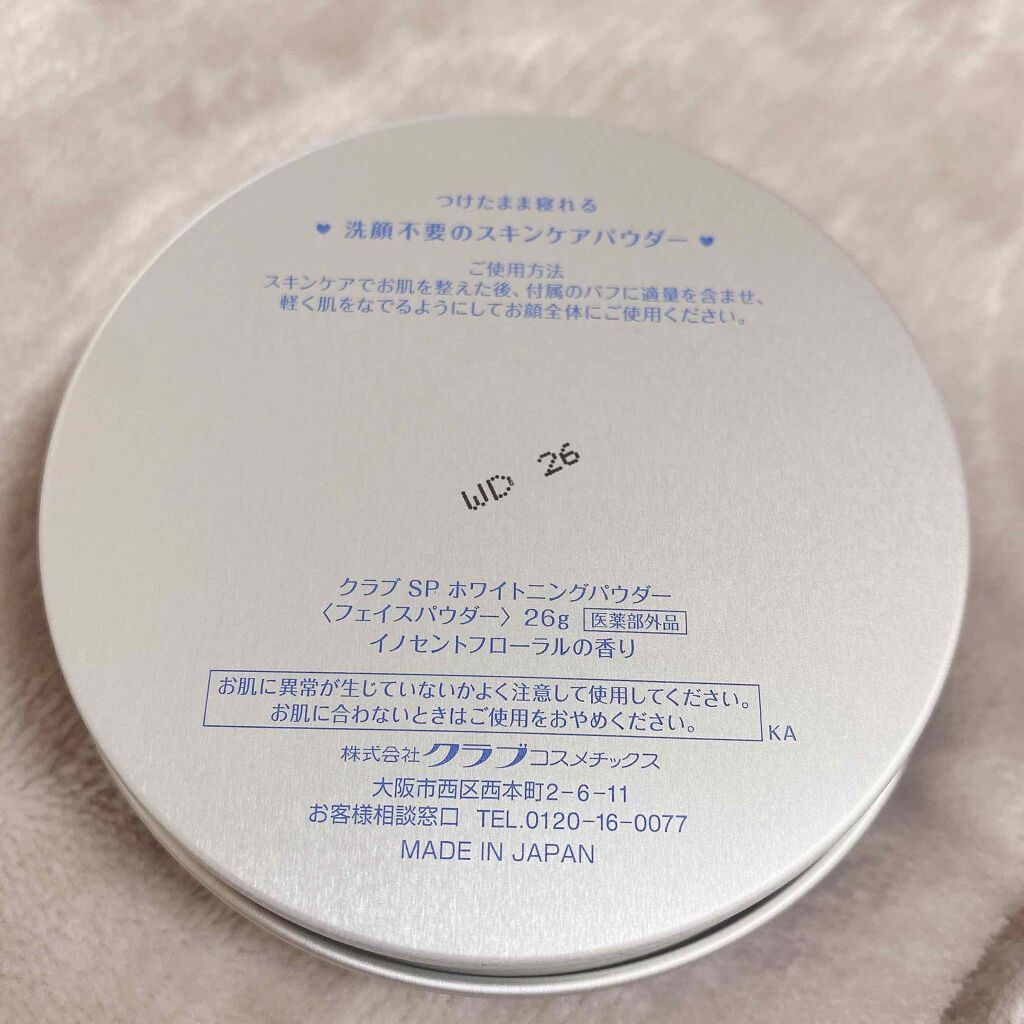 つけたまま寝れる
♥ 洗顔不要のスキンケアパウダー ♥
ご使用方法
スキンケアでお肌を整えた後、付属のパフに適量を含ませ、
軽く肌をなでるようにしてお顔全体にご使用ください。
WD 26
クラブ SP ホワイトニングパウダー
〈フェイスパウダー〉26g 医薬部外品
イノセントフローラルの香り
お肌に異常が生じていないかよく注意して使用してください。
お肌に合わないときはご使用をおやめください。
KA
株式会社クラブコスメチックス
大阪市西区西本町2-6-11
お客様相談窓口 TEL.0120-16-0077
MADE IN JAPAN